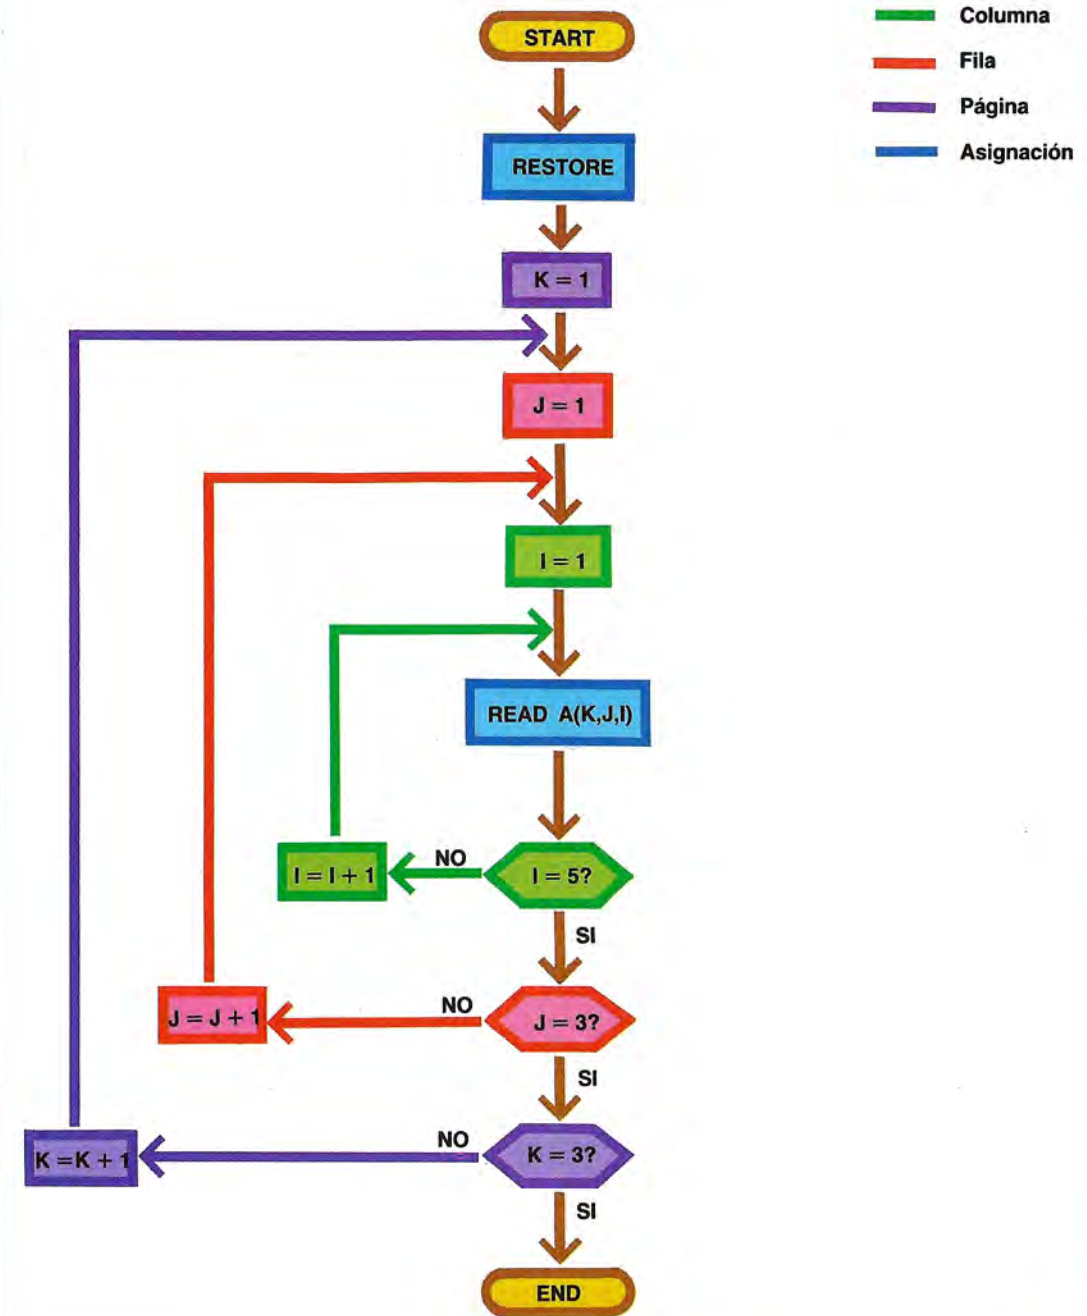 START
Columna
Fila
Página
Asignación
RESTORE
K = 1
J = 1
I = 1
READ A(K,J,I)
I = 5?
NO
I = I + 1
SI
J = 3?
NO
J = J + 1
SI
K = 3?
NO
K = K + 1
SI
END